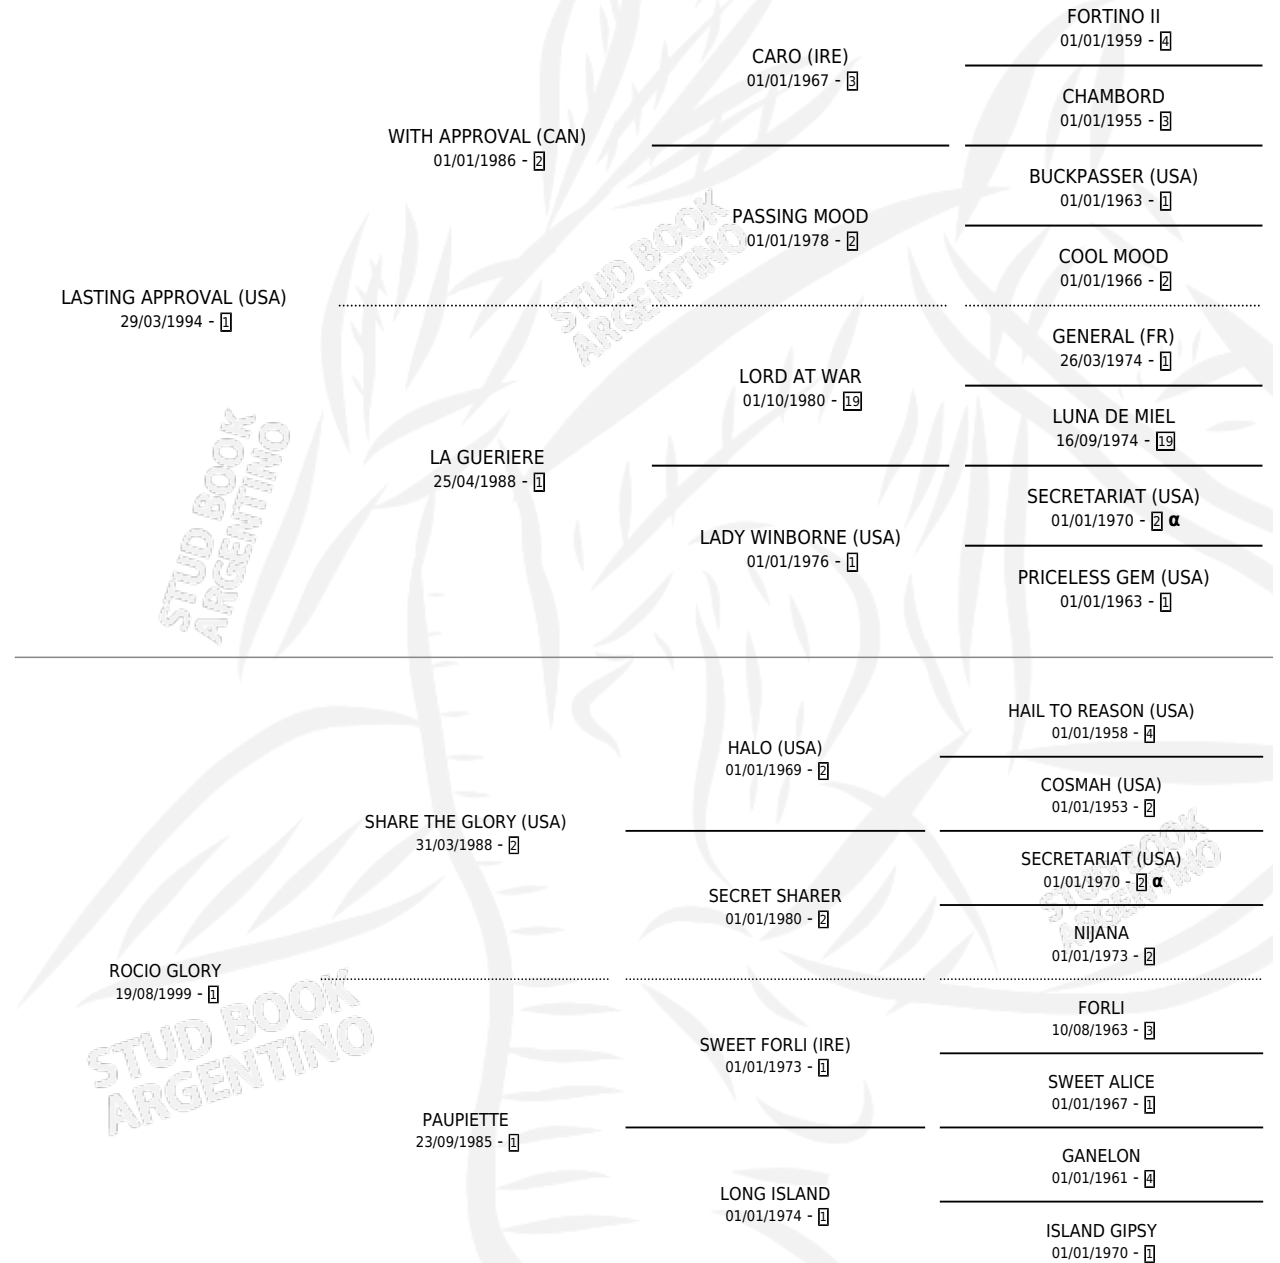 FORTINO II
01/01/1959 - 4
CARO (IRE)
01/01/1967 - 3
CHAMBORD
01/01/1955 - 3
WITH APPROVAL (CAN)
01/01/1986 - 2
BUCKPASSER (USA)
01/01/1963 - 1
PASSING MOOD
01/01/1978 - 2
COOL MOOD
01/01/1966 - 2
LASTING APPROVAL (USA)
29/03/1994 - 1
GENERAL (FR)
26/03/1974 - 1
LORD AT WAR
01/10/1980 - 19
LUNA DE MIEL
16/09/1974 - 19
LA GUERIERE
25/04/1988 - 1
SECRETARIAT (USA)
01/01/1970 - 2 α
LADY WINBORNE (USA)
01/01/1976 - 1
PRICELESS GEM (USA)
01/01/1963 - 1
HAIL TO REASON (USA)
01/01/1958 - 4
HALO (USA)
01/01/1969 - 2
COSMAH (USA)
01/01/1953 - 2
SHARE THE GLORY (USA)
31/03/1988 - 2
SECRETARIAT (USA)
01/01/1970 - 2 α
SECRET SHARER
01/01/1980 - 2
NIJANA
01/01/1973 - 2
ROCIO GLORY
19/08/1999 - 1
FORLI
10/08/1963 - 3
SWEET FORLI (IRE)
01/01/1973 - 1
SWEET ALICE
01/01/1967 - 1
PAUPIETTE
23/09/1985 - 1
GANELON
01/01/1961 - 4
LONG ISLAND
01/01/1974 - 1
ISLAND GIPSY
01/01/1970 - 1
STUD BOOK
ARGENTINO
STUD BOOK
ARGENTINO
STUD BOOK
ARGENTINO
STUD BOOK
ARGENTINO